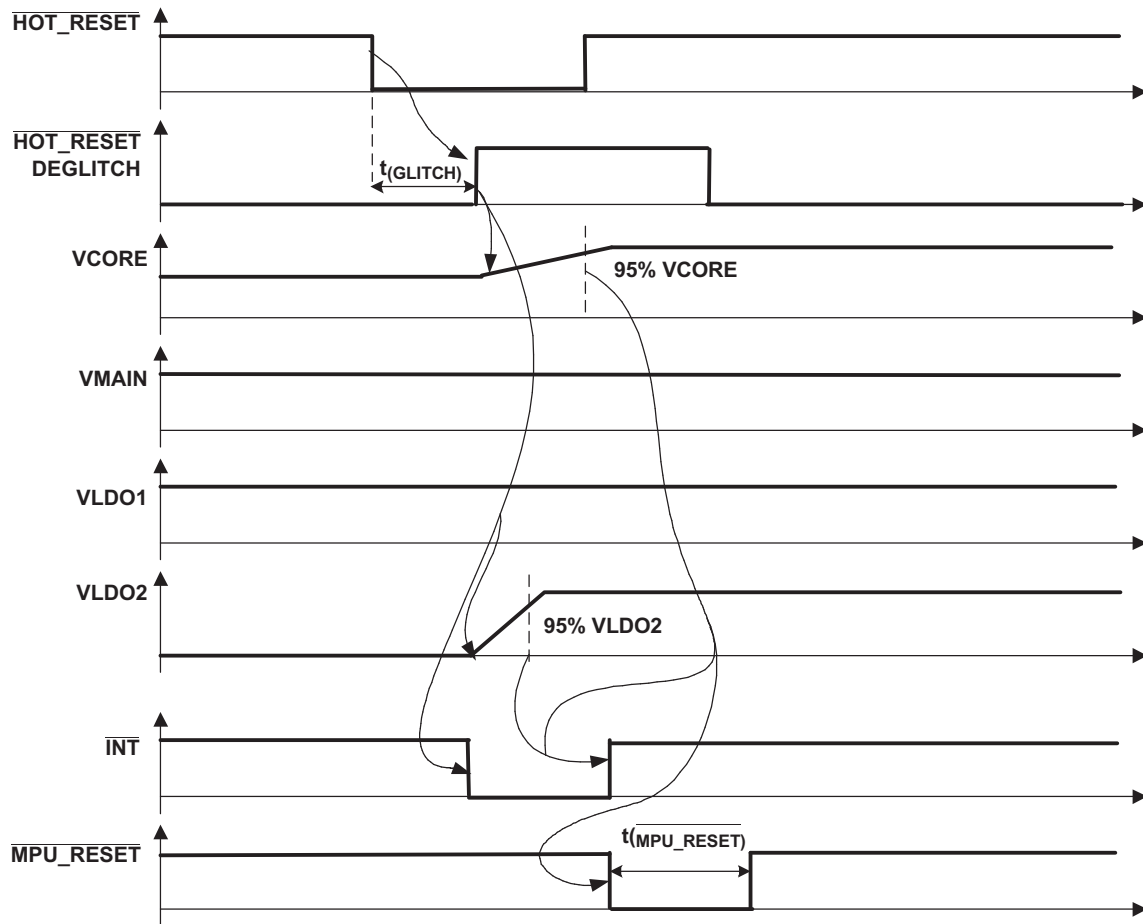 HOT_RESET
HOT_RESET
DEGLITCH
t(GLITCH)
VCORE
95% VCORE
VMAIN
VLDO1
VLDO2
95% VLDO2
INT
MPU_RESET
t(MPU_RESET)